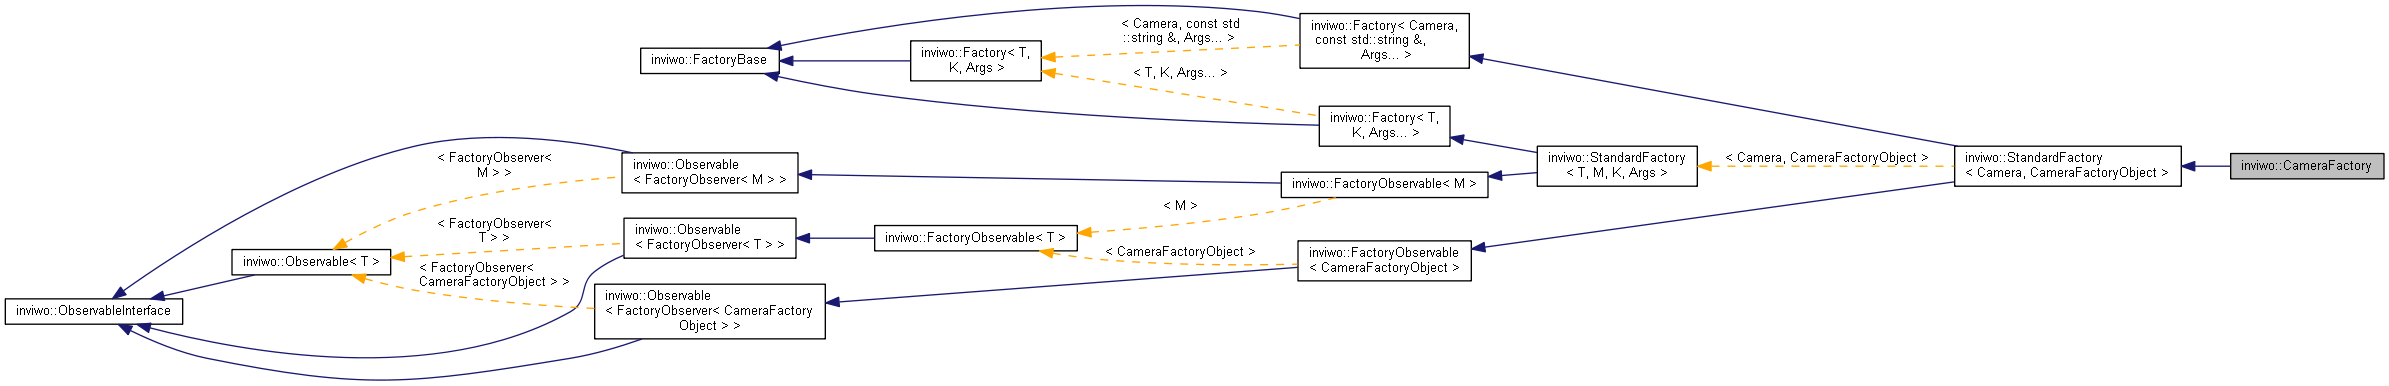 inviwo::FactoryBase
inviwo::Factory< T,
K, Args >
< Camera, const std
::string &, Args... >
< T, K, Args... >
inviwo::Factory< Camera,
const std::string &,
Args... >
inviwo::Factory< T,
K, Args... >
inviwo::StandardFactory
< T, M, K, Args >
< Camera, CameraFactoryObject >
inviwo::StandardFactory
< Camera, CameraFactoryObject >
inviwo::CameraFactory
< FactoryObserver<
M > >
inviwo::Observable
< FactoryObserver< M > >
inviwo::FactoryObservable< M >
< M >
< FactoryObserver<
T > >
inviwo::Observable
< FactoryObserver< T > >
inviwo::FactoryObservable< T >
< CameraFactoryObject >
inviwo::FactoryObservable
< CameraFactoryObject >
inviwo::Observable< T >
< FactoryObserver<
CameraFactoryObject > >
inviwo::ObservableInterface
inviwo::Observable
< FactoryObserver< CameraFactory
Object > >